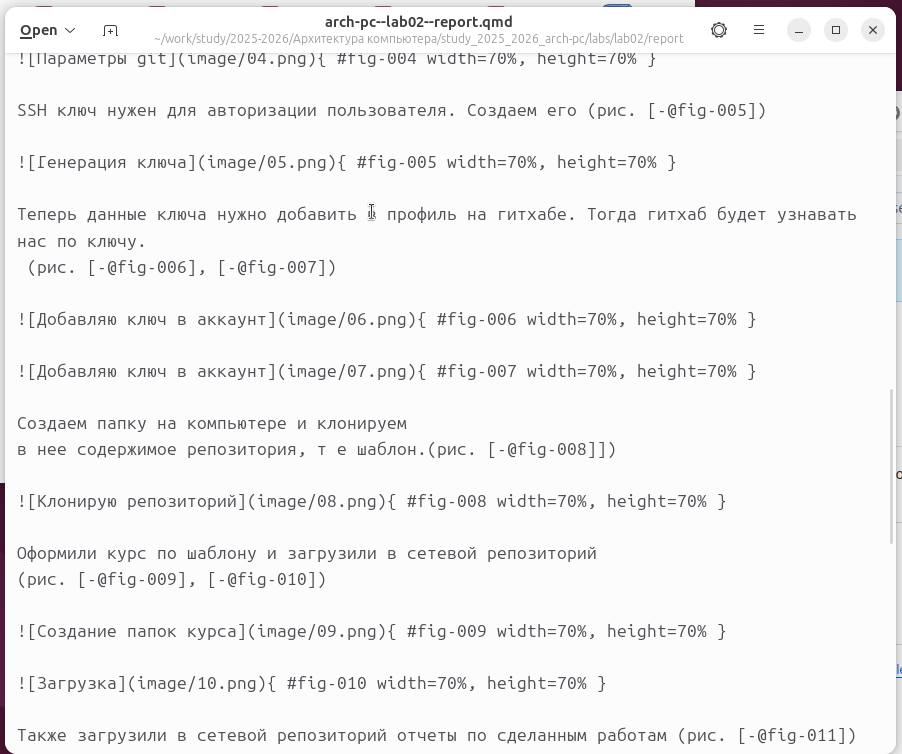 Open
arch-pc--lab02--report.qmd
~/work/study/2025-2026/Архитектура компьютера/study_2025_2026_arch-pc/labs/lab02/report
![Параметры git](image/04.png){ #fig-004 width=70%, height=70% }
SSH ключ нужен для авторизации пользователя. Создаем его (рис. [-@fig-005])
![Генерация ключа](image/05.png){ #fig-005 width=70%, height=70% }
Теперь данные ключа нужно добавить в профиль на гитхабе. Тогда гитхаб будет узнавать
нас по ключу.
(рис. [-@fig-006], [-@fig-007])
![Добавляю ключ в аккаунт](image/06.png){ #fig-006 width=70%, height=70% }
![Добавляю ключ в аккаунт](image/07.png){ #fig-007 width=70%, height=70% }
Создаем папку на компьютере и клонируем
в нее содержимое репозитория, т е шаблон.(рис. [-@fig-008]])
![Клонирую репозиторий](image/08.png){ #fig-008 width=70%, height=70% }
Оформили курс по шаблону и загрузили в сетевой репозиторий
(рис. [-@fig-009], [-@fig-010])
![Создание папок курса](image/09.png){ #fig-009 width=70%, height=70% }
![Загрузка](image/10.png){ #fig-010 width=70%, height=70% }
Также загрузили в сетевой репозиторий отчеты по сделанным работам (рис. [-@fig-011])